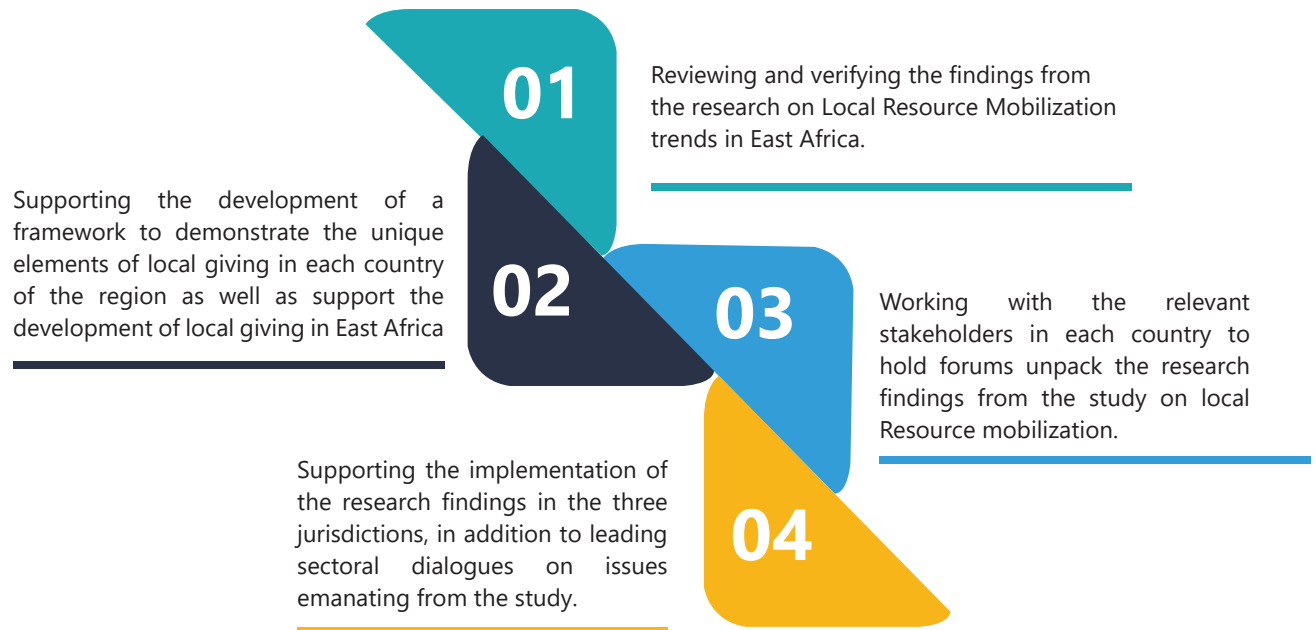 01
Reviewing and verifying the findings from
the research on Local Resource Mobilization
trends in East Africa.
02
Supporting the development of a
framework to demonstrate the unique
elements of local giving in each country
of the region as well as support the
development of local giving in East Africa
03
Working with the relevant
stakeholders in each country to
hold forums unpack the research
findings from the study on local
Resource mobilization.
04
Supporting the implementation of
the research findings in the three
jurisdictions, in addition to leading
sectoral dialogues on issues
emanating from the study.